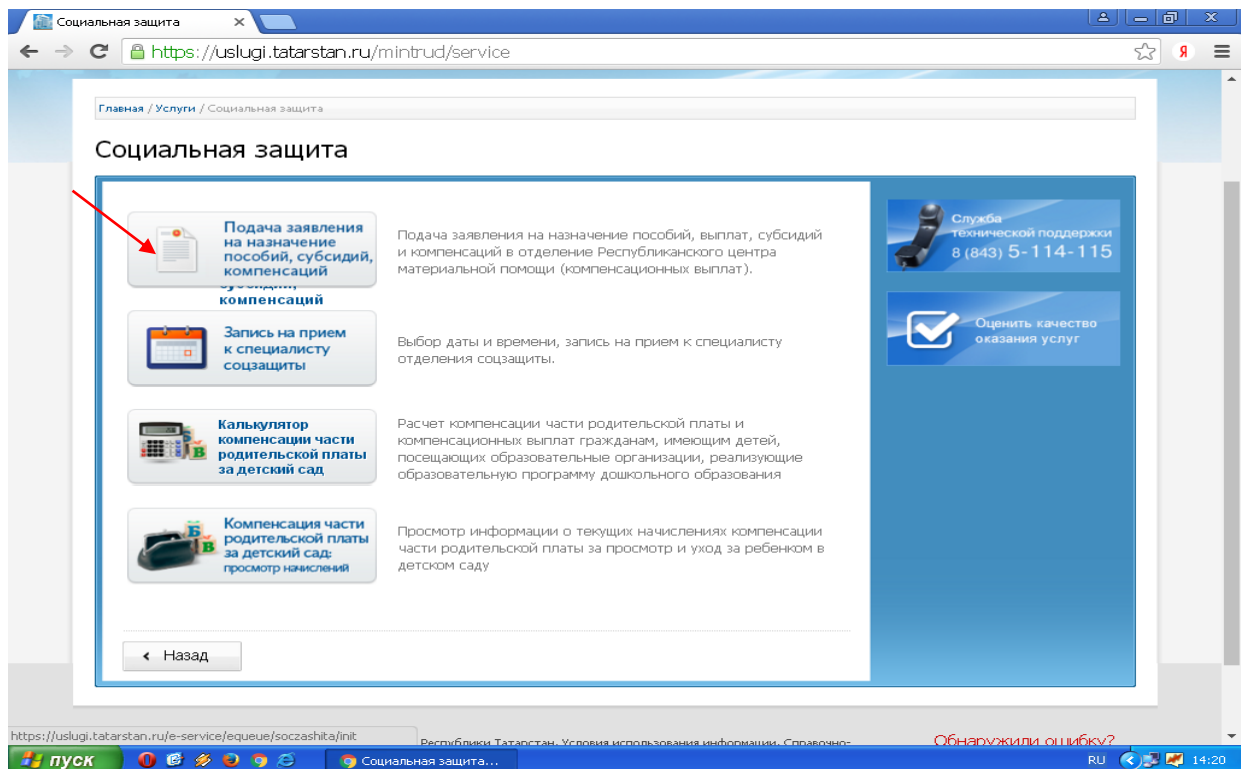 Социальная защита
https://uslugi.tatarstan.ru/mintrud/service
Я
Главная / Услуги / Социальная защита
Социальная защита
Подача заявления
на назначение
пособий, субсидий,
компенсаций
субсидий,
компенсаций
Подача заявления на назначение пособий, выплат, субсидий
и компенсаций в отделение Республиканского центра
материальной помощи (компенсационных выплат).
Запись на прием
к специалисту
соцзащиты
Выбор даты и времени, запись на прием к специалисту
отделения соцзащиты.
Калькулятор
компенсации части
родительской платы
за детский сад
Расчет компенсации части родительской платы и
компенсационных выплат гражданам, имеющим детей,
посещающих образовательные организации, реализующие
образовательную программу дошкольного образования
Компенсация части
родительской платы
за детский сад:
просмотр начислений
Просмотр информации о текущих начислениях компенсации
части родительской платы за просмотр и уход за ребенком в
детском саду
Назад
Служба
технической поддержки
8 (843) 5-114-115
Оценить качество
оказания услуг
https://uslugi.tatarstan.ru/e-service/equeue/soczashita/init
Республики Татарстан. Условия использования информации. Справочно-
Обнаружили ошибку?
пуск
Социальная защита...
RU
14:20